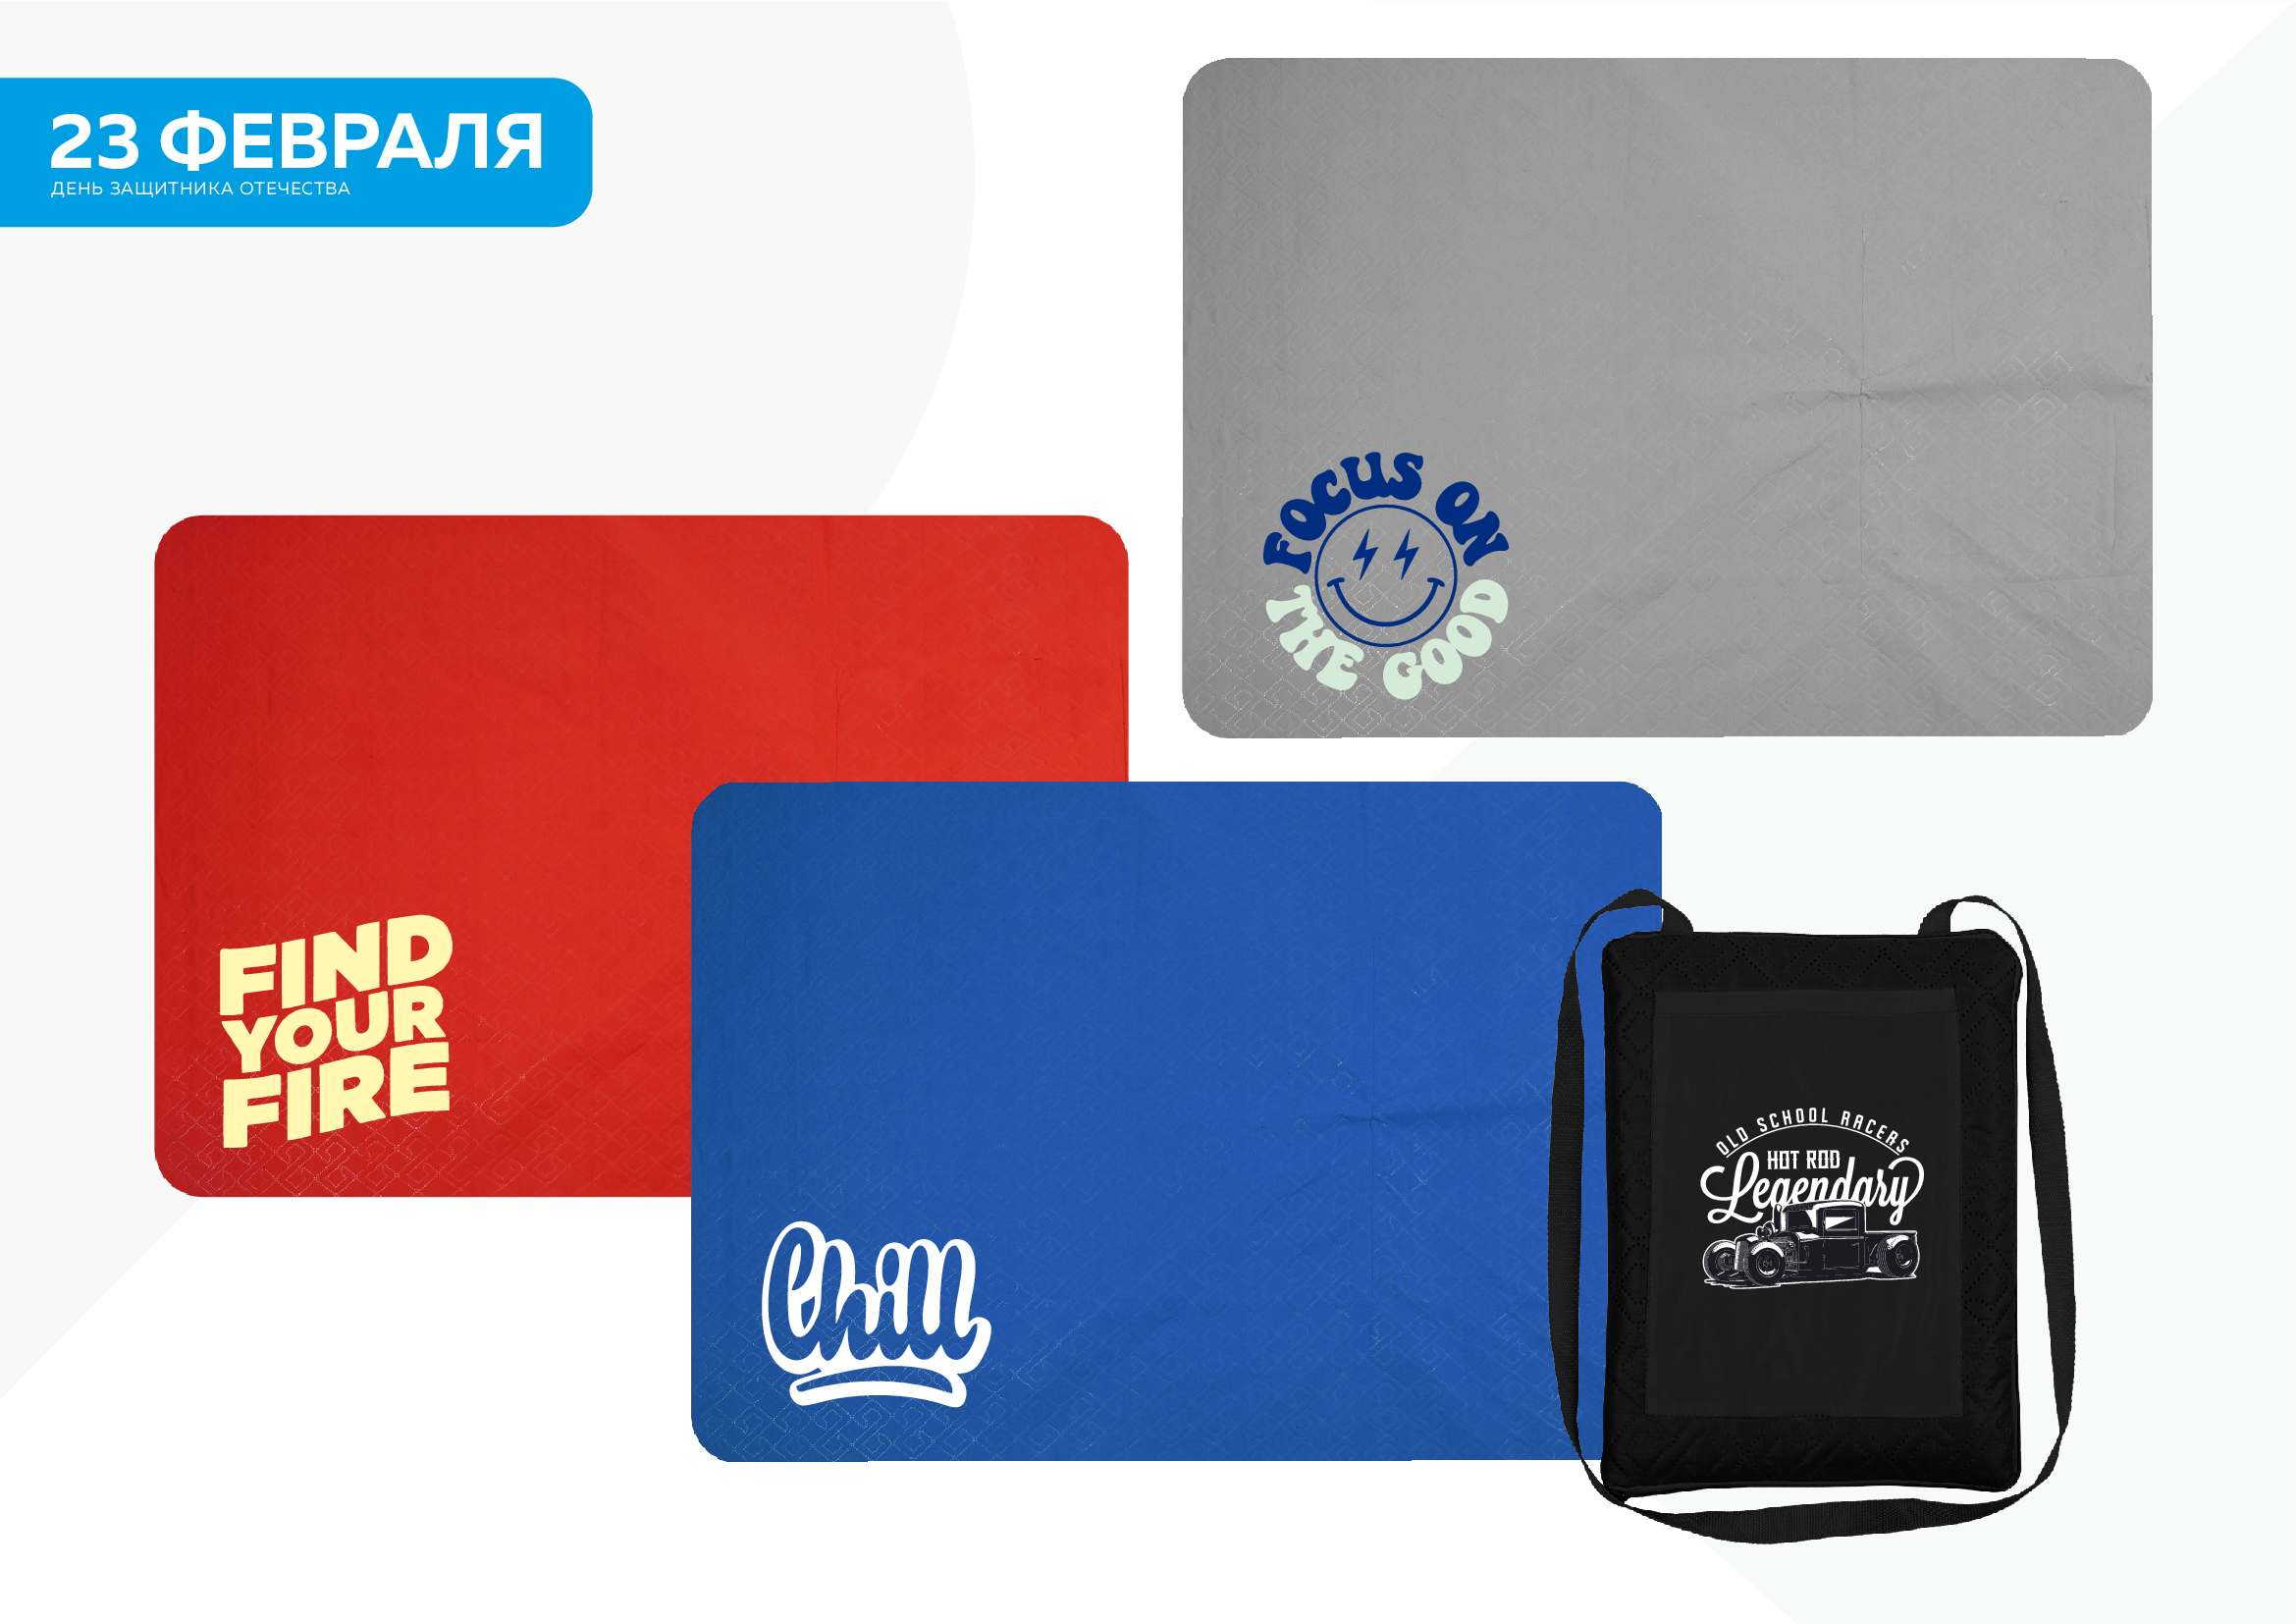 23 ФЕВРАЛЯ
ДЕНЬ ЗАЩИТНИКА ОТЕЧЕСТВА
FOCUS ON
THE GOOD
FIND
YOUR
FIRE
Chill
OLD SCHOOL RACERS
HOT ROD
Legendary